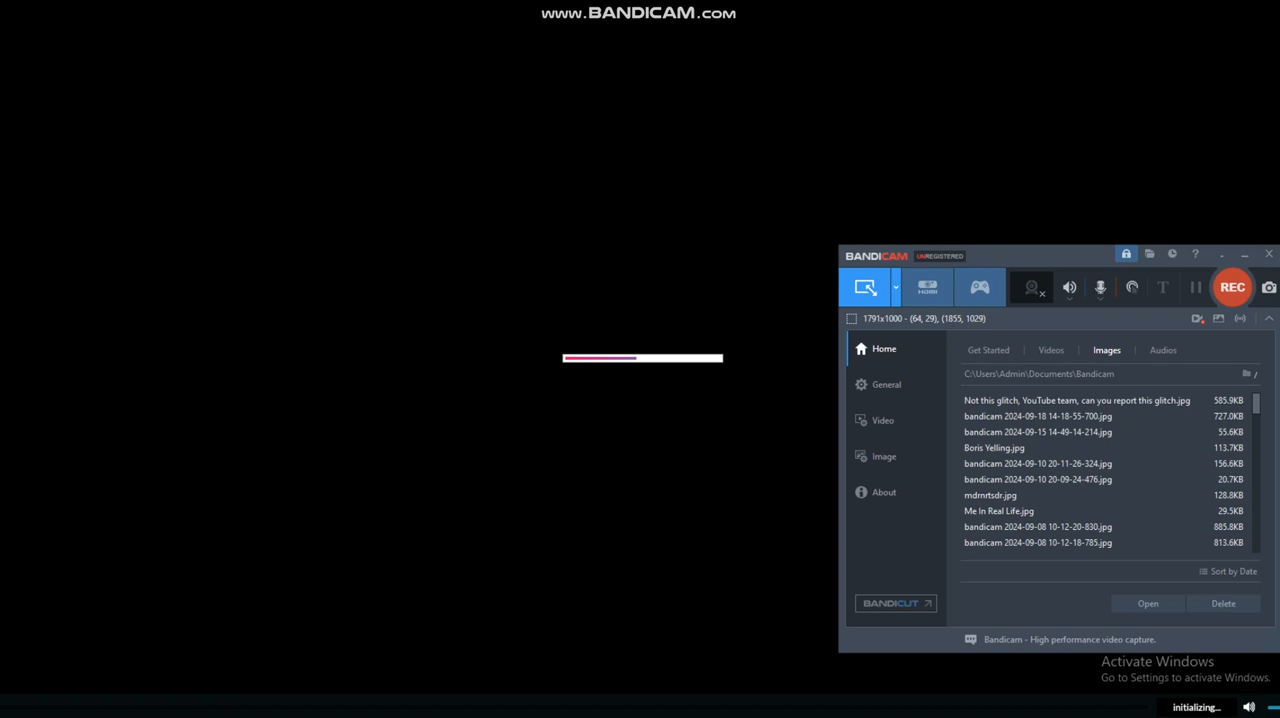 www.BANDICAM.com
BANDICAM UNREGISTERED
HDMI
T
REC
1791x1000 - (64, 29), (1855, 1029)
Home
Get Started
Videos
Images
Audios
C:\Users\Admin\Documents\Bandicam
General
Not this glitch, YouTube team, can you report this glitch.jpg 585.9KB
bandicam 2024-09-18 14-18-55-700.jpg 727.0KB
Video
bandicam 2024-09-15 14-49-14-214.jpg 55.6KB
Boris Yelling.jpg 113.7KB
Image
bandicam 2024-09-10 20-11-26-324.jpg 156.6KB
bandicam 2024-09-10 20-09-24-476.jpg 20.7KB
About
mdrnrtsdr.jpg 128.8KB
Me In Real Life.jpg 29.5KB
bandicam 2024-09-08 10-12-20-830.jpg 885.8KB
bandicam 2024-09-08 10-12-18-785.jpg 813.6KB
Sort by Date
BANDICUT
Open
Delete
Bandicam - High performance video capture.
Activate Windows
Go to Settings to activate Windows.
initializing...